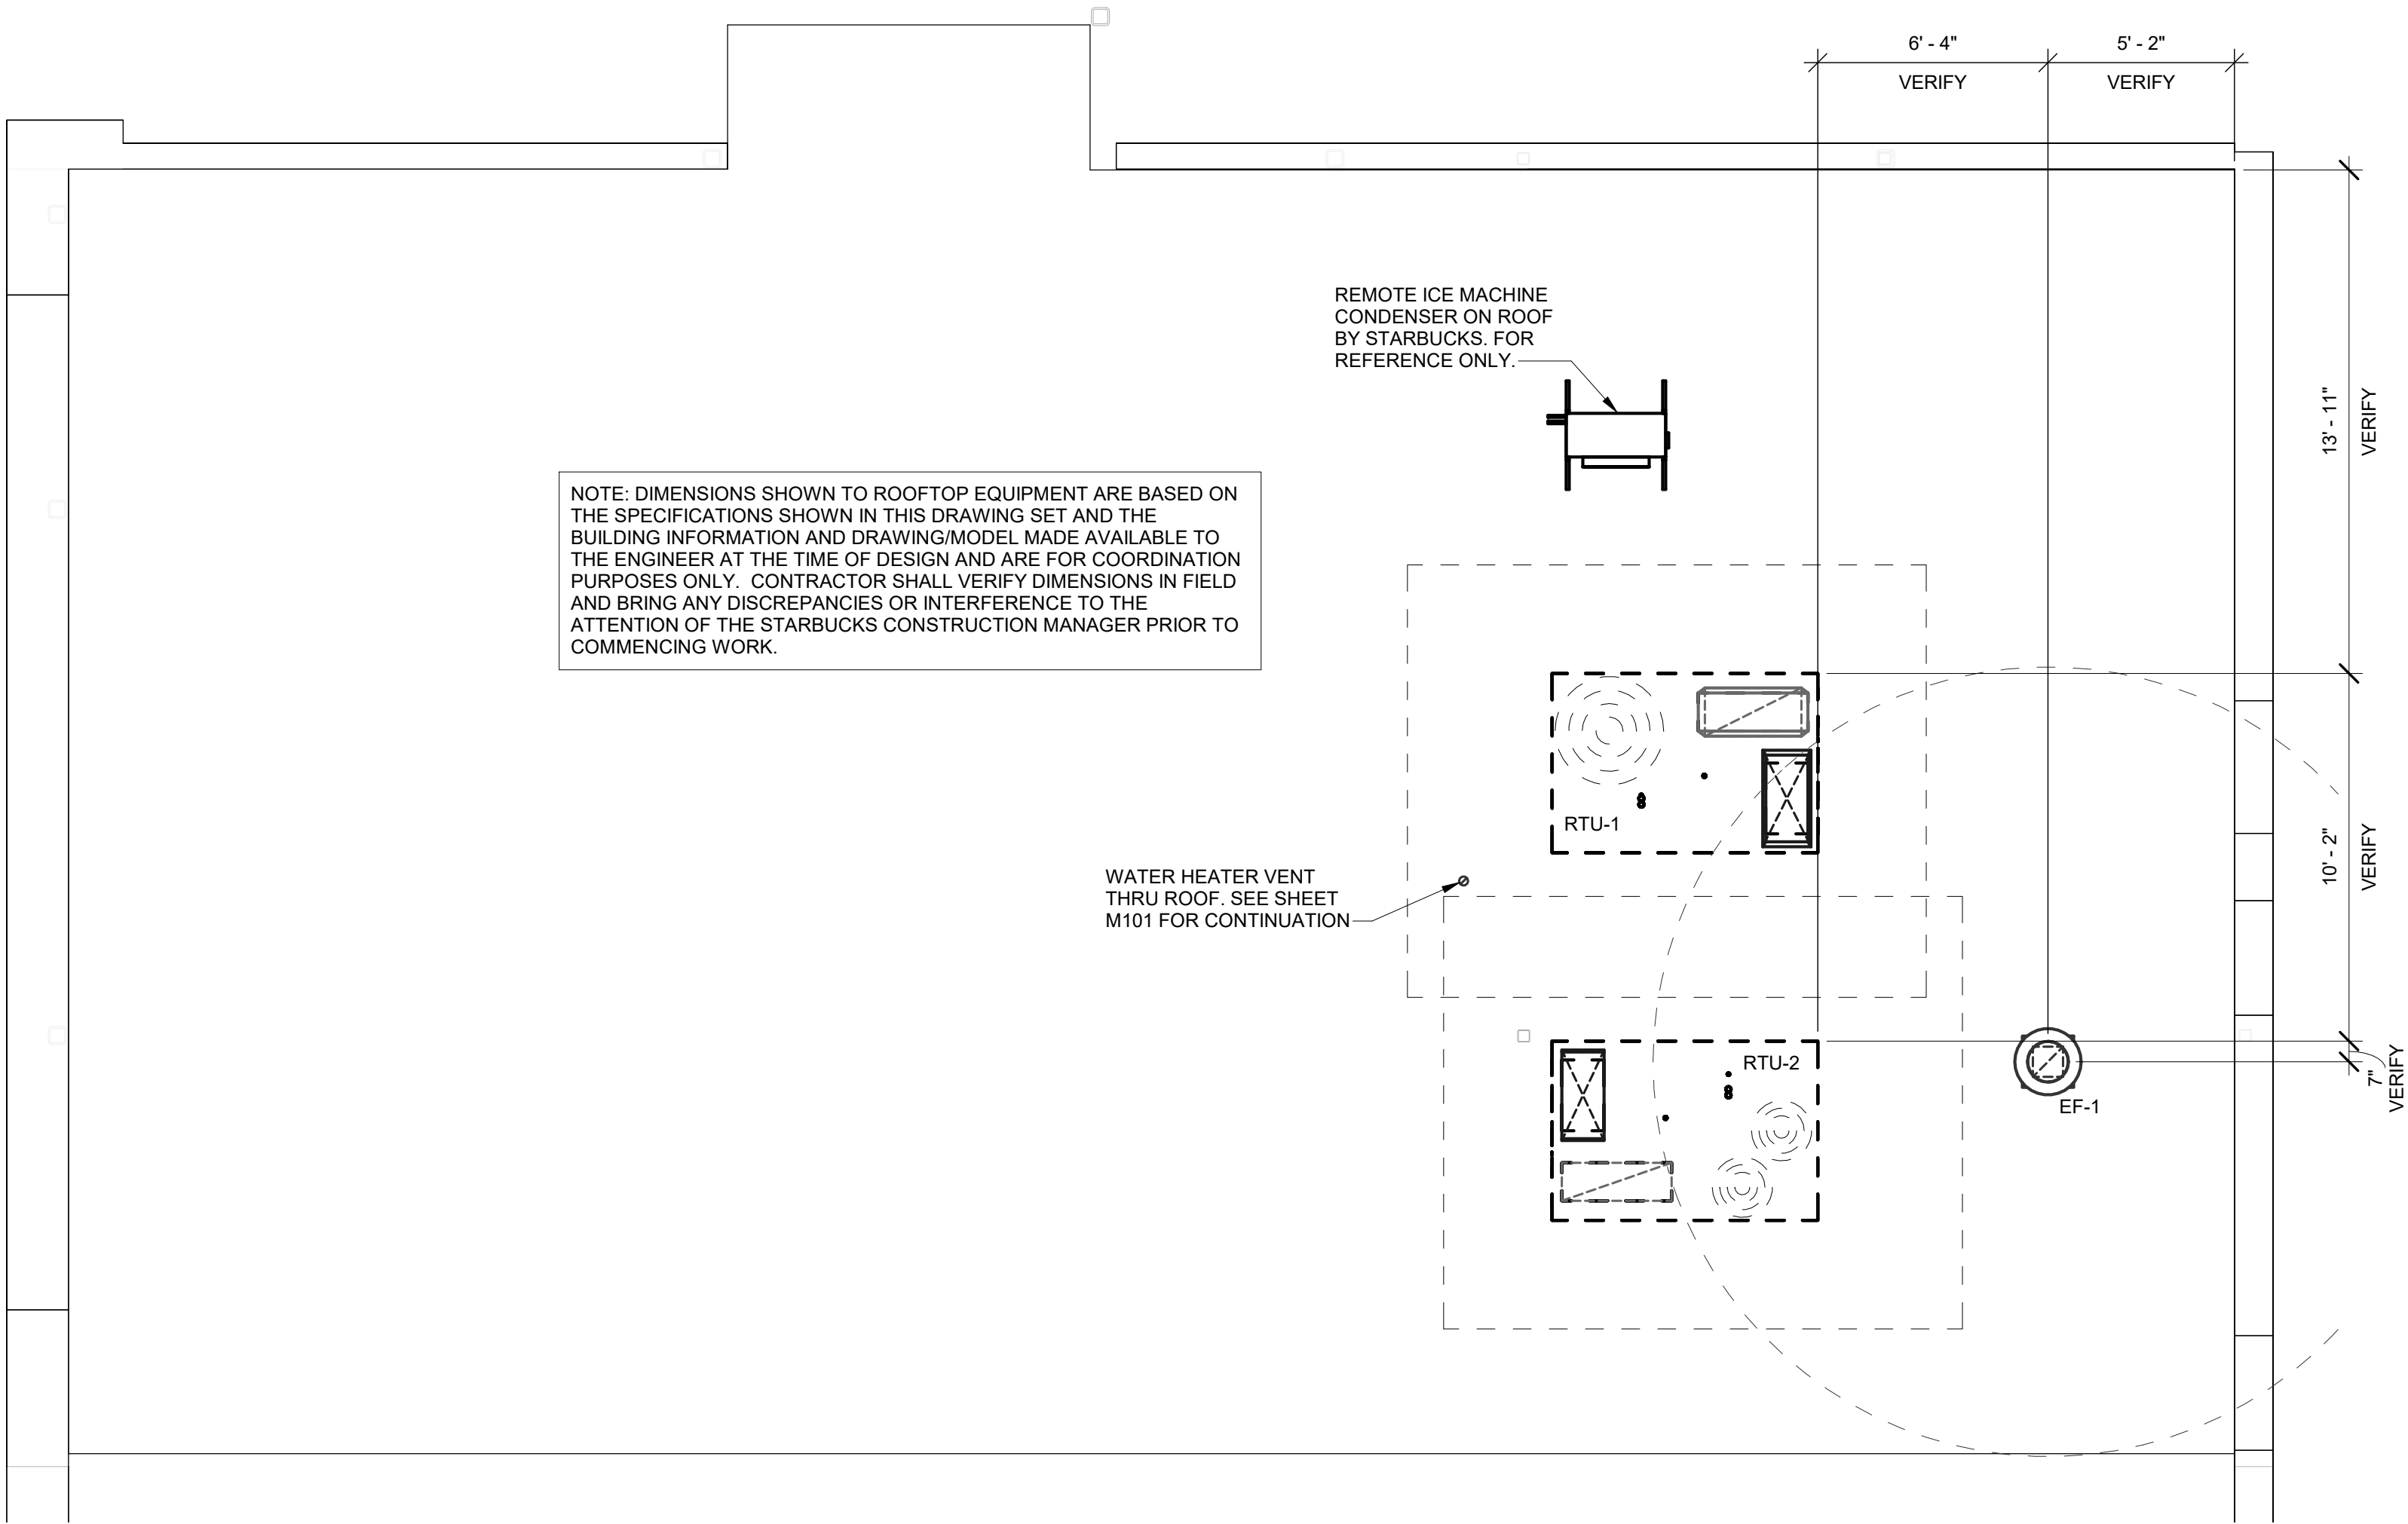 6' - 4"
VERIFY
5' - 2"
VERIFY
REMOTE ICE MACHINE
CONDENSER ON ROOF
BY STARBUCKS. FOR
REFERENCE ONLY.
13' - 11"
VERIFY
NOTE: DIMENSIONS SHOWN TO ROOFTOP EQUIPMENT ARE BASED ON
THE SPECIFICATIONS SHOWN IN THIS DRAWING SET AND THE
BUILDING INFORMATION AND DRAWING/MODEL MADE AVAILABLE TO
THE ENGINEER AT THE TIME OF DESIGN AND ARE FOR COORDINATION
PURPOSES ONLY.  CONTRACTOR SHALL VERIFY DIMENSIONS IN FIELD
AND BRING ANY DISCREPANCIES OR INTERFERENCE TO THE
ATTENTION OF THE STARBUCKS CONSTRUCTION MANAGER PRIOR TO
COMMENCING WORK.
RTU-1
10' - 2"
VERIFY
WATER HEATER VENT
THRU ROOF. SEE SHEET
M101 FOR CONTINUATION
RTU-2
7"
VERIFY
EF-1